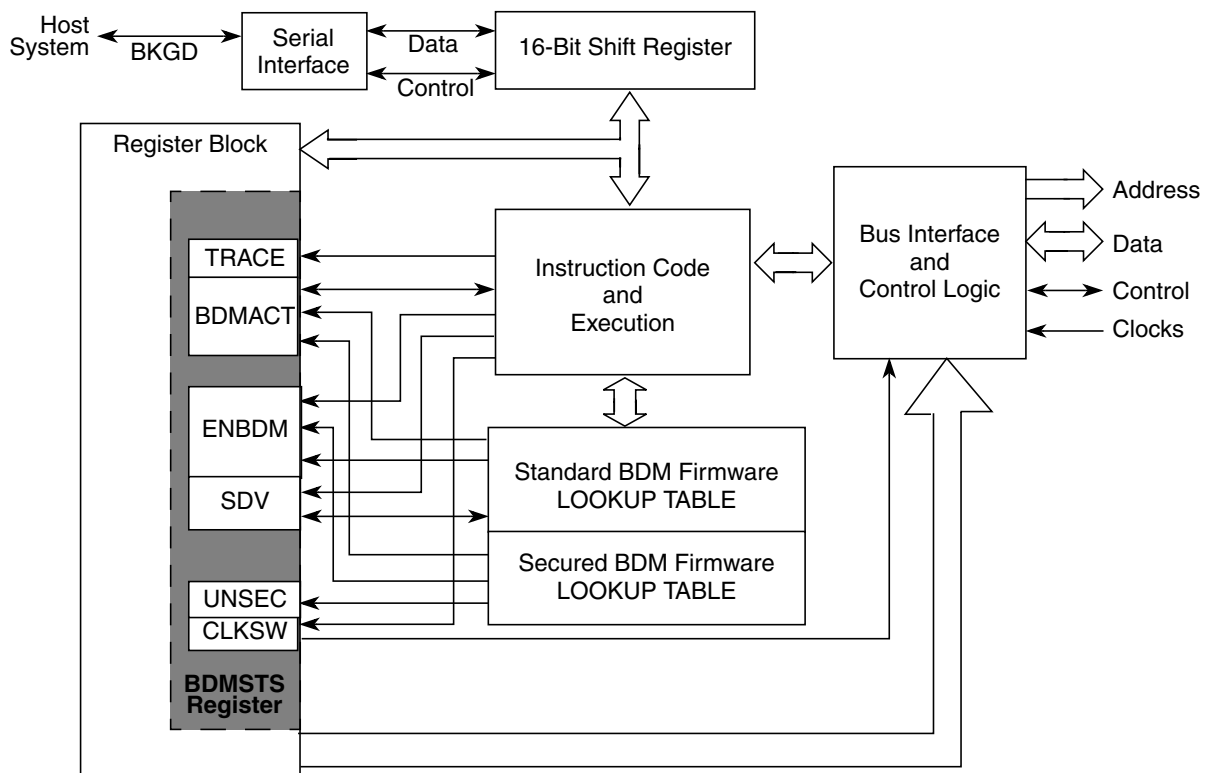 Host
System
BKGD
Serial
Interface
Data
Control
16-Bit Shift Register
Register Block
TRACE
BDMACT
ENBDM
SDV
UNSEC
CLKSW
BDMSTS
Register
Instruction Code
and
Execution
Standard BDM Firmware
LOOKUP TABLE
Secured BDM Firmware
LOOKUP TABLE
Bus Interface
and
Control Logic
Address
Data
Control
Clocks